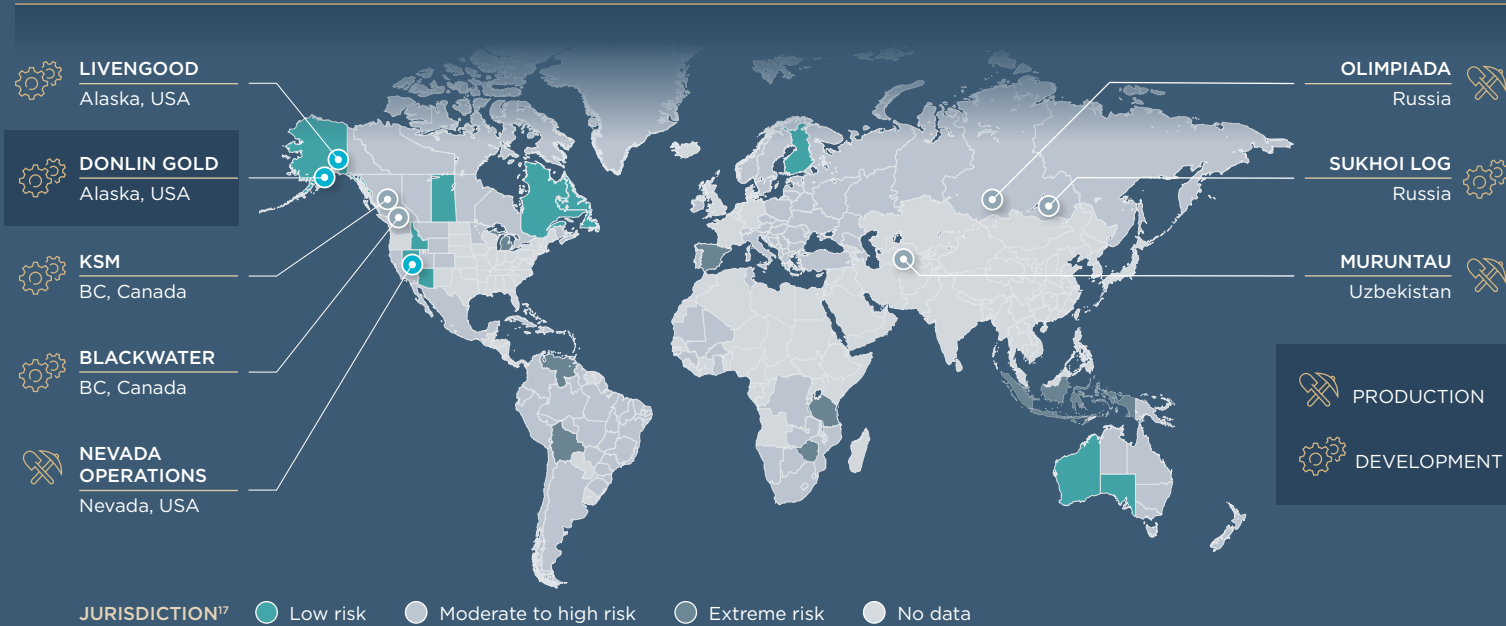 LIVENGOOD
Alaska, USA
DONLIN GOLD
Alaska, USA
KSM
BC, Canada
BLACKWATER
BC, Canada
NEVADA
OPERATIONS
Nevada, USA
OLIMPIADA
Russia
SUKHOI LOG
Russia
MURUNTAU
Uzbekistan
PRODUCTION
DEVELOPMENT
JURISDICTION¹⁷ Low risk Moderate to high risk Extreme risk No data